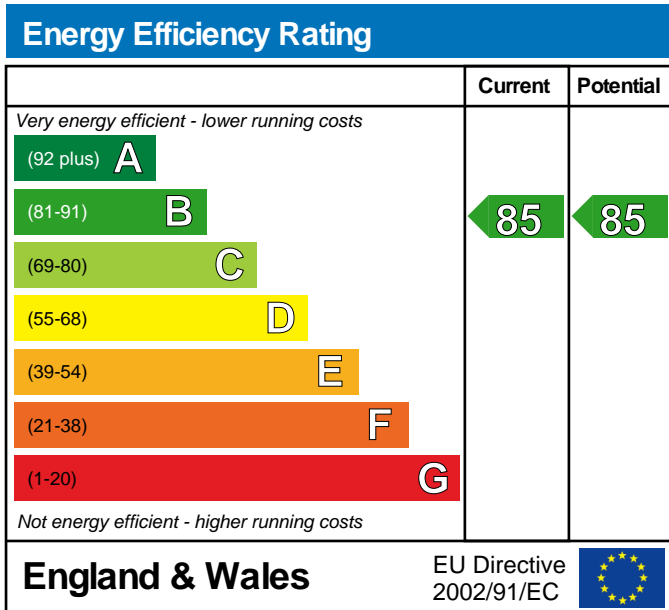 Energy Efficiency Rating
Current Potential
Very energy efficient - lower running costs
(92 plus) A
(81-91) B 85 85
(69-80) C
(55-68) D
(39-54) E
(21-38) F
(1-20) G
Not energy efficient - higher running costs
England & Wales
EU Directive
2002/91/EC